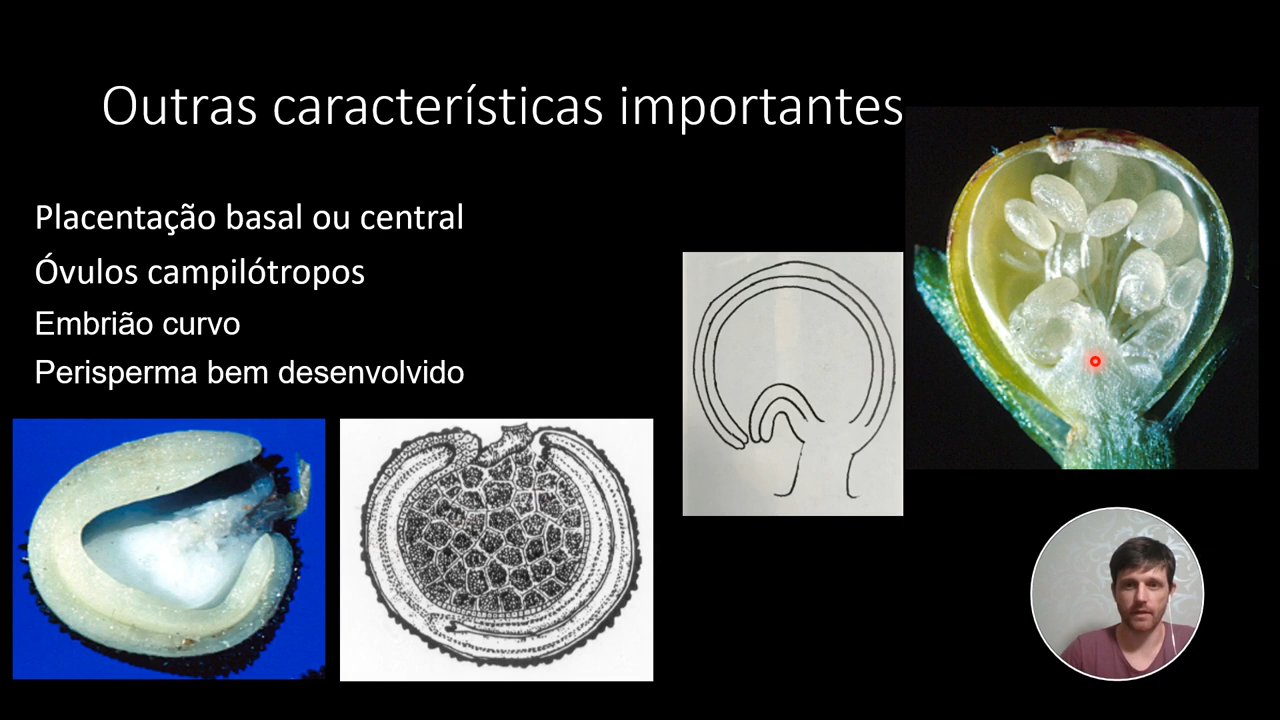 Outras características importantes
Placentação basal ou central
Óvulos campilótropos
Embrião curvo
Perisperma bem desenvolvido